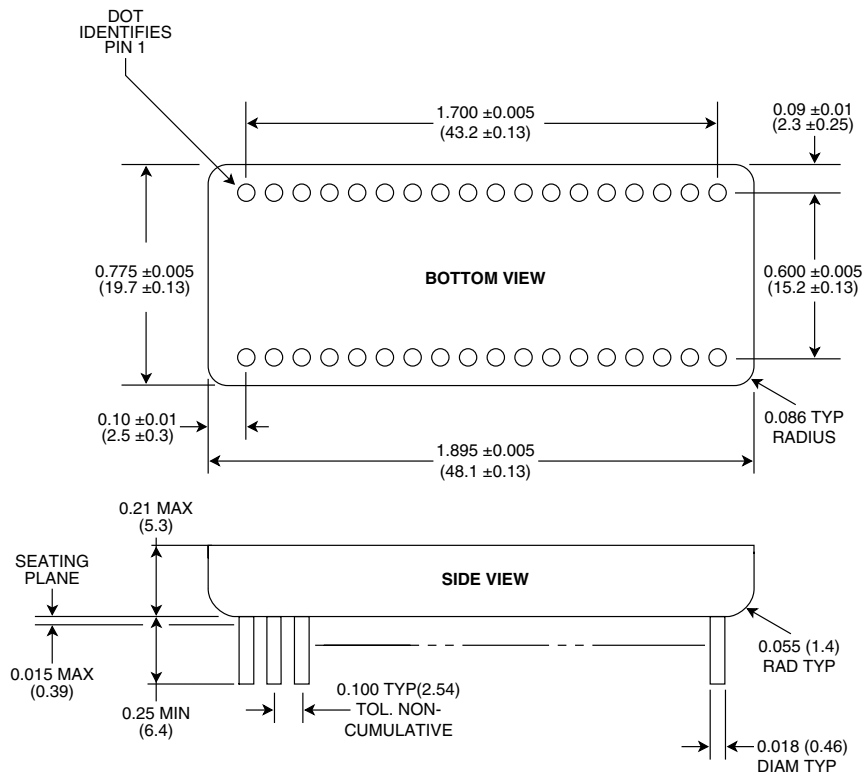 DOT
IDENTIFIES
PIN 1
1.700 ±0.005
(43.2 ±0.13)
0.09 ±0.01
(2.3 ±0.25)
0.775 ±0.005
(19.7 ±0.13)
BOTTOM VIEW
0.600 ±0.005
(15.2 ±0.13)
0.10 ±0.01
(2.5 ±0.3)
0.086 TYP
RADIUS
1.895 ±0.005
(48.1 ±0.13)
0.21 MAX
(5.3)
SEATING
PLANE
SIDE VIEW
0.015 MAX
(0.39)
0.25 MIN
(6.4)
0.100 TYP(2.54)
TOL. NON-
CUMULATIVE
0.055 (1.4)
RAD TYP
0.018 (0.46)
DIAM TYP